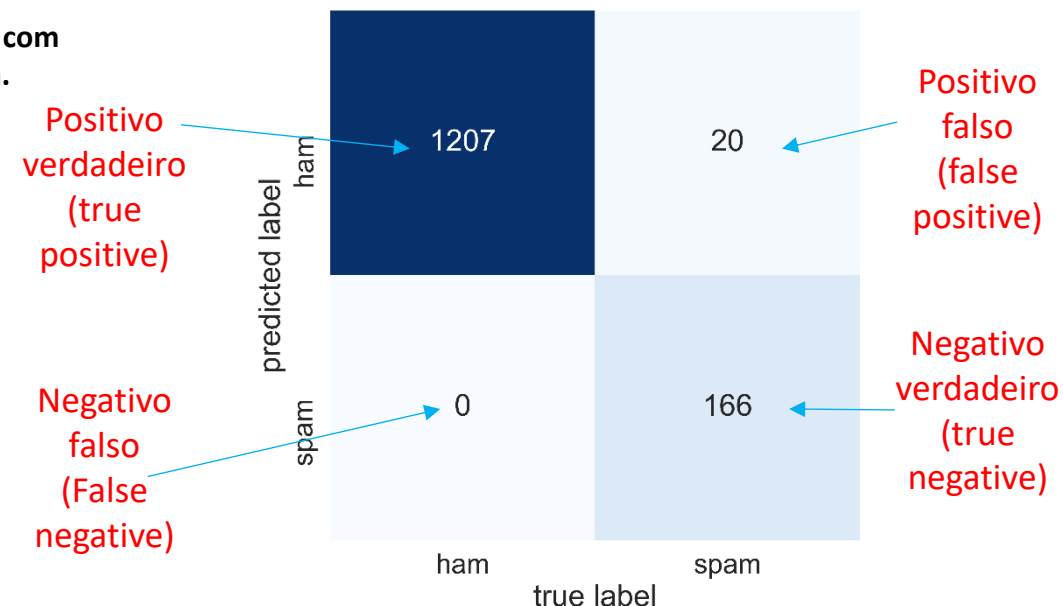 com
Positivo
verdadeiro
(true
positive)
1207
20
Positivo
falso
(false
positive)
ham
predicted label
Negativo
falso
(False
negative)
0
166
Negativo
verdadeiro
(true
negative)
spam
ham
spam
true label